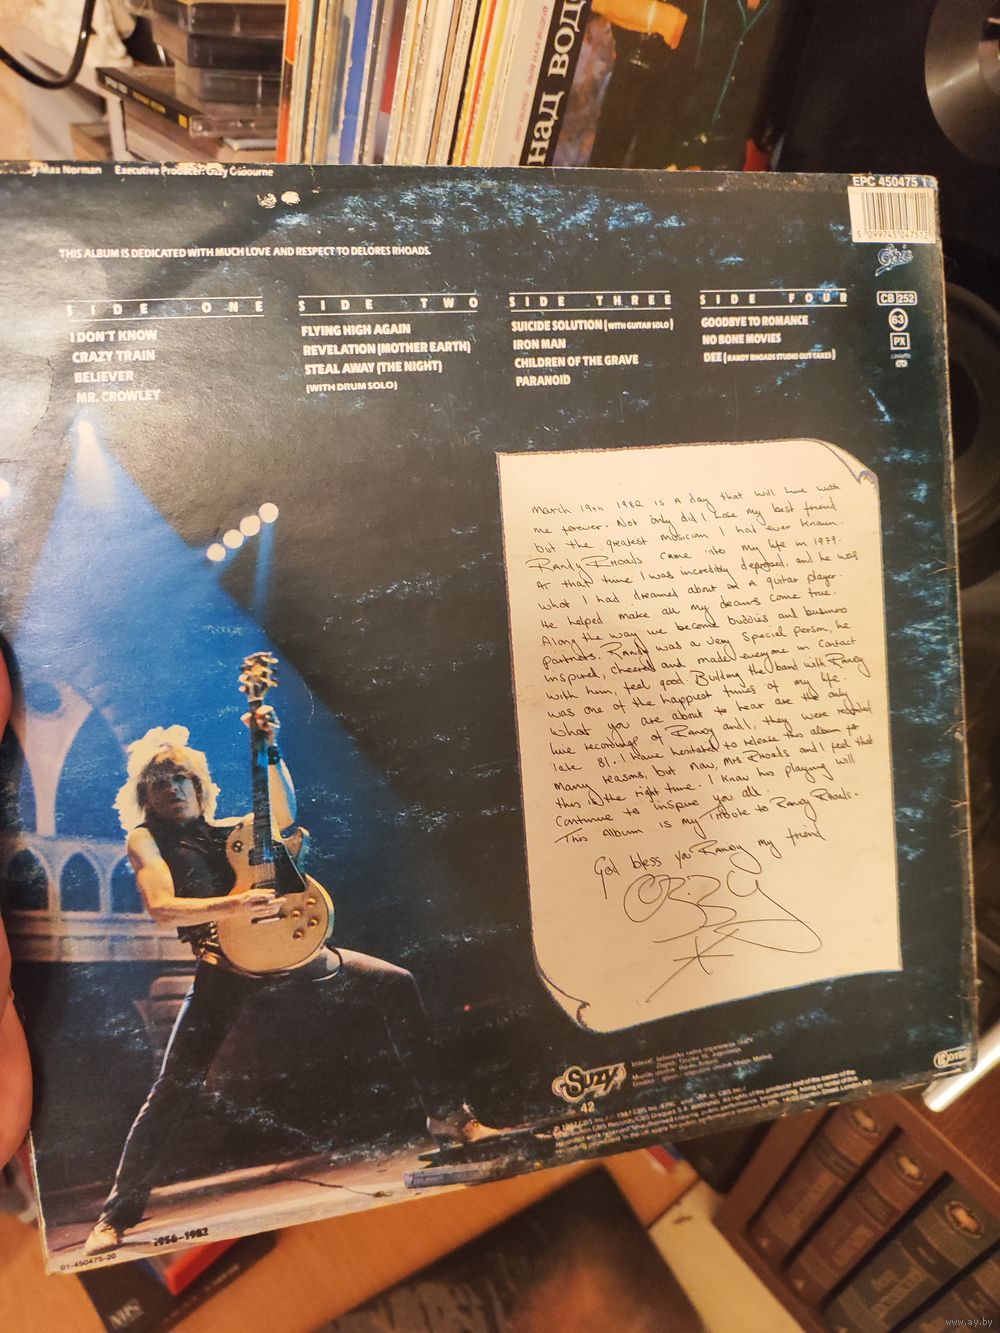 НАД ВОД
Max Norman Executive Producer: Ozzy Osbourne
EPC 450475 1
5 099745 047512
Epic
THIS ALBUM IS DEDICATED WITH MUCH LOVE AND RESPECT TO DELORES RHOADS.
CB 252
63
PX
SIDE ONE
I DON'T KNOW
CRAZY TRAIN
BELIEVER
MR. CROWLEY
SIDE TWO
FLYING HIGH AGAIN
REVELATION (MOTHER EARTH)
STEAL AWAY (THE NIGHT)
(WITH DRUM SOLO)
SIDE THREE
SUICIDE SOLUTION (WITH GUITAR SOLO)
IRON MAN
CHILDREN OF THE GRAVE
PARANOID
SIDE FOUR
GOODBYE TO ROMANCE
NO BONE MOVIES
DEE (RANDY RHOADS STUDIO OUT TAKES)
March 19th 1982 is a day that will live with
me forever. Not only did I lose my best friend
but the greatest musician I had ever known.
Randy Rhoads came into my life in 1979.
At that time I was incredibly depressed, and he was
what I had dreamed about in a guitar player.
He helped make all my dreams come true.
Along the way we became buddies and business
partners. Randy was a very special person, he
inspired, cheered and made everyone in contact
with him, feel good. Building the band with Randy
was one of the happiest times of my life.
What you are about to hear are the only
live recordings of Randy and I, they were recorded
late 81. I have hesitated to release this album for
many reasons, but now, Mrs Rhoads and I feel that
this is the right time. I know his playing will
continue to inspire you all.
This Album is my Tribute to Randy Rhoads.
God bless you Randy my friend
Ozzy
Suzy
42
1956-1982
01-450475-20
VHS
www.ay.by